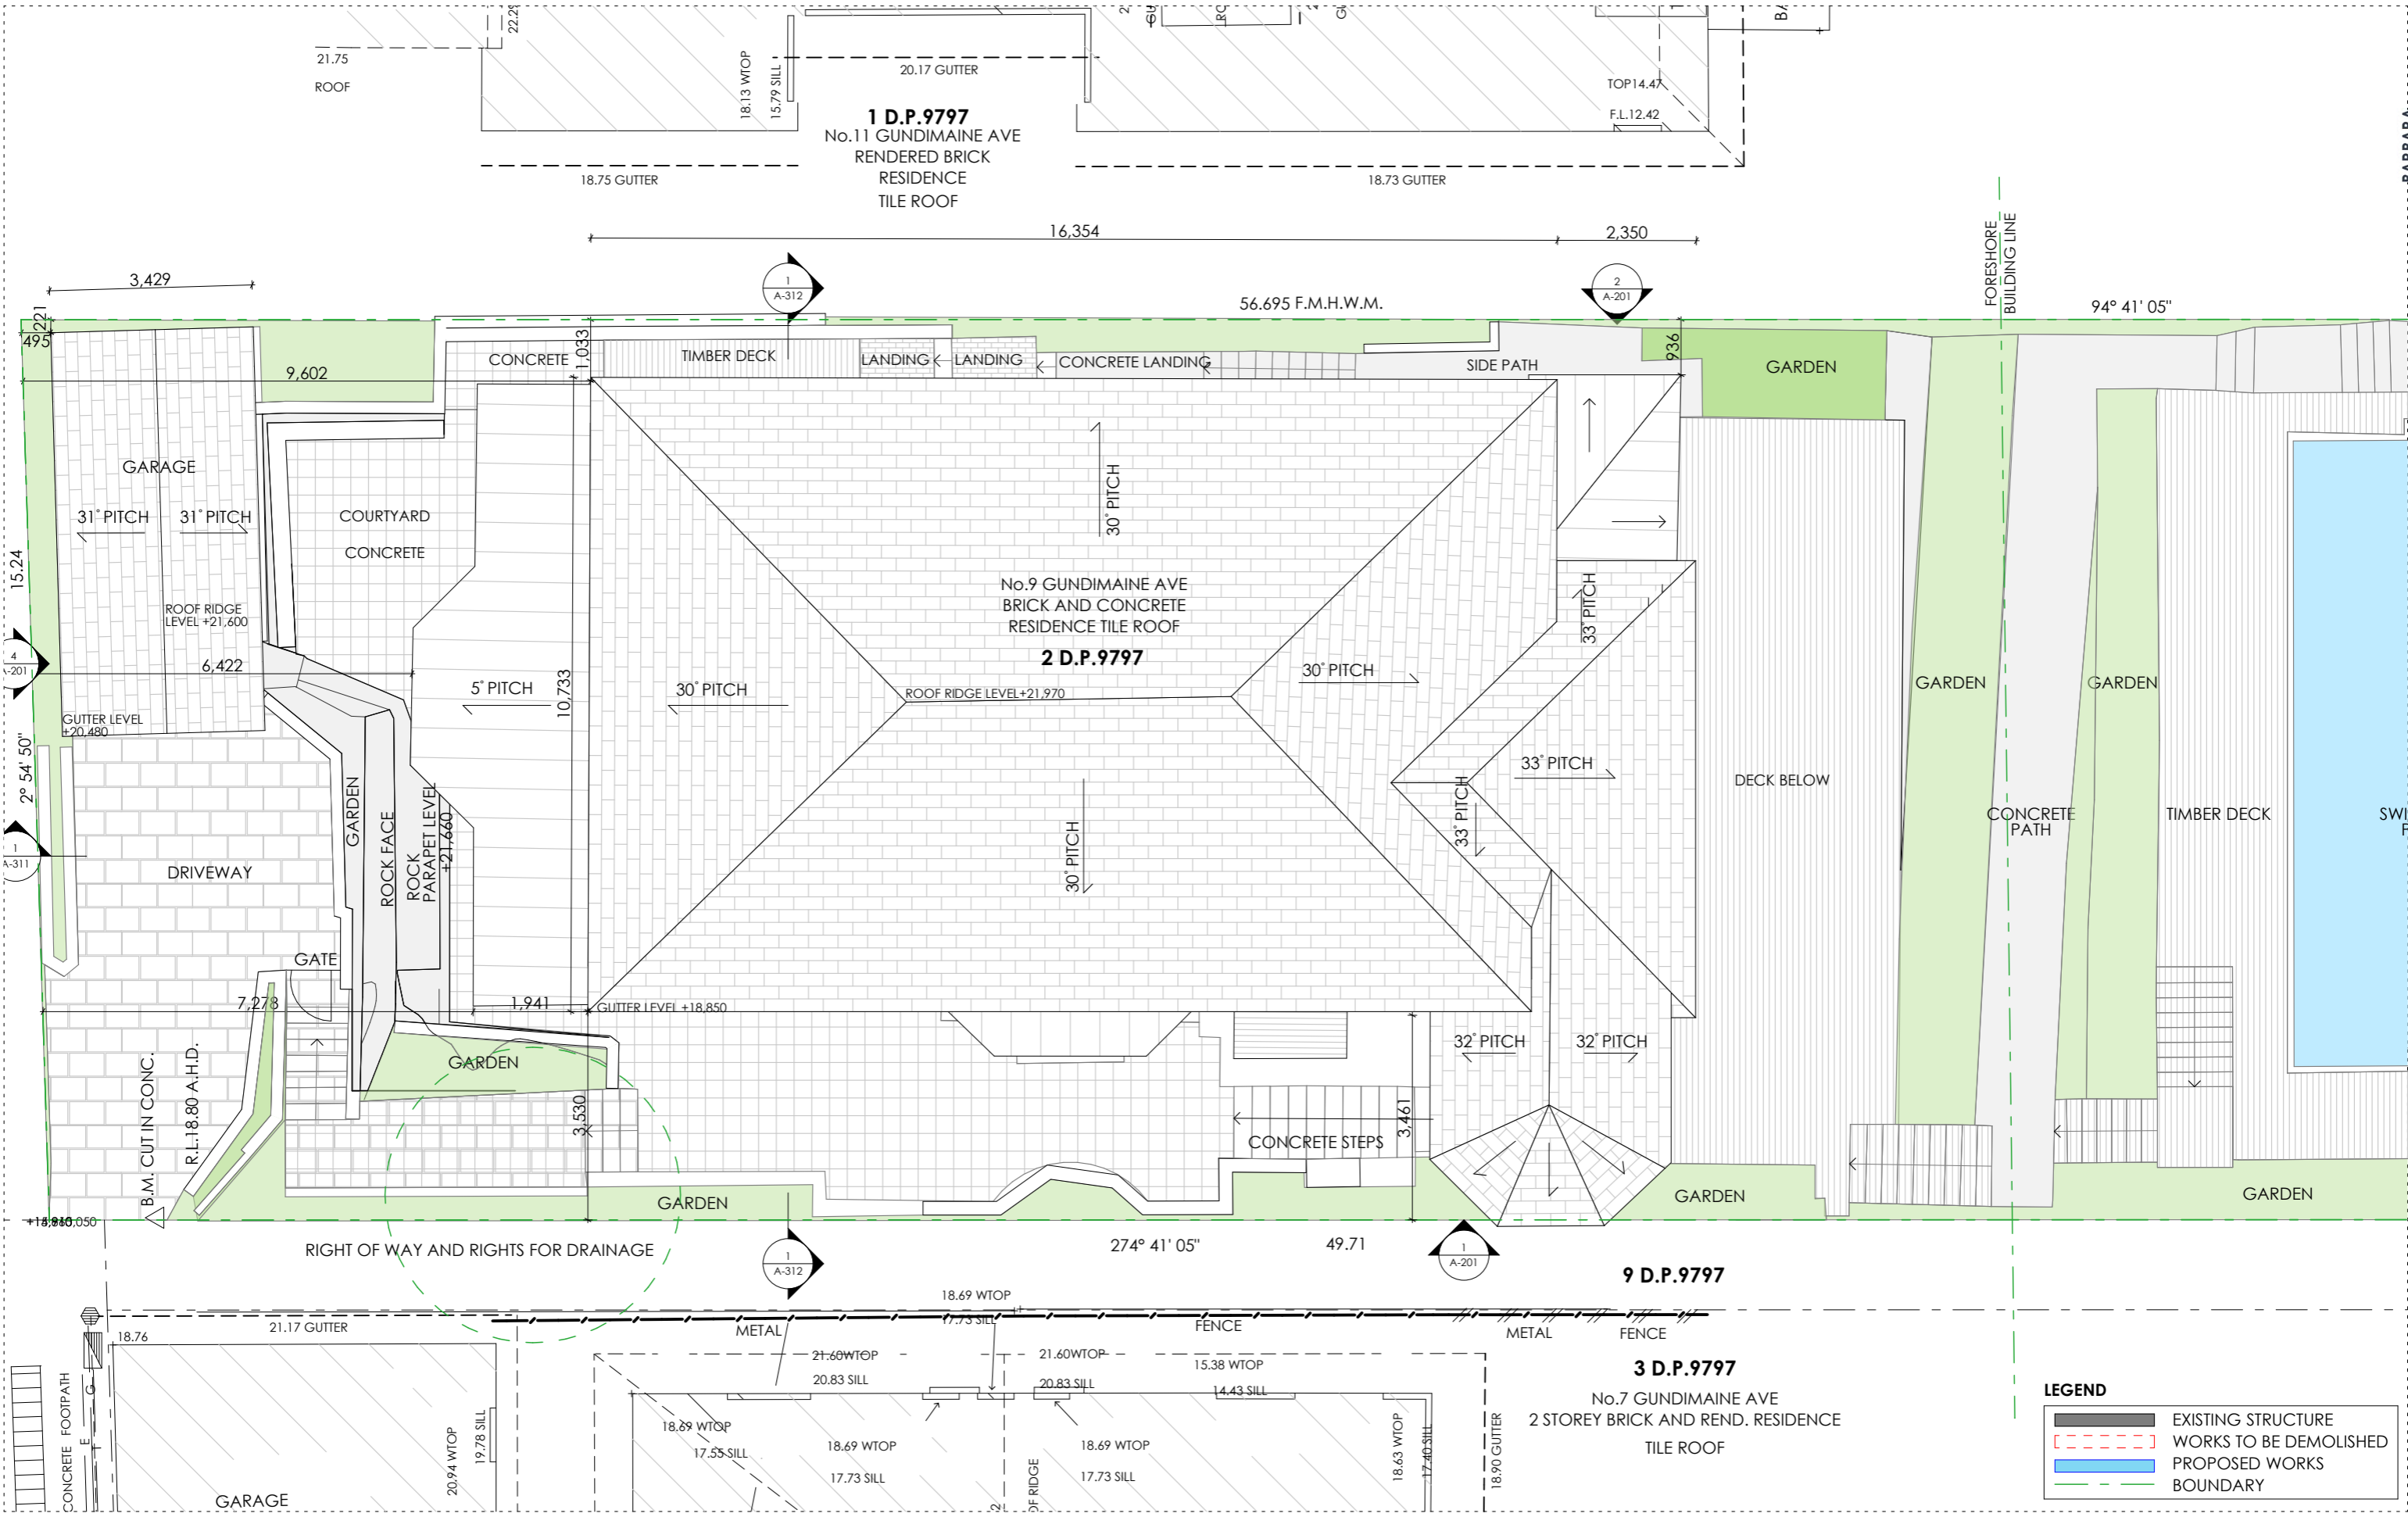 21.75
ROOF
22.29
18.13 WTOP
15.79 SILL
20.17 GUTTER
TOP14.47
F.L.12.42
1 D.P.9797
No.11 GUNDIMAINE AVE
RENDERED BRICK
RESIDENCE
TILE ROOF
18.75 GUTTER
18.73 GUTTER
BARBARA
16,354
2,350
FORESHORE
BUILDING LINE
3,429
1
A-312
2
A-201
56.695 F.M.H.W.M.
94° 41' 05"
221
495
9,602
CONCRETE
1,033
TIMBER DECK
LANDING
LANDING
CONCRETE LANDING
SIDE PATH
936
GARDEN
GARAGE
31° PITCH
31° PITCH
COURTYARD
CONCRETE
30° PITCH
15.24
ROOF RIDGE
LEVEL +21,600
No.9 GUNDIMAINE AVE
BRICK AND CONCRETE
RESIDENCE TILE ROOF
2 D.P.9797
33° PITCH
4
A-201
6,422
5° PITCH
10,733
30° PITCH
ROOF RIDGE LEVEL+21,970
30° PITCH
GARDEN
GARDEN
GUTTER LEVEL
+20,480
2° 54' 50"
33° PITCH
33° PITCH
DECK BELOW
GARDEN
ROCK FACE
ROCK
PARAPET LEVEL
+21,660
30° PITCH
CONCRETE
PATH
TIMBER DECK
SWI
1
A-311
DRIVEWAY
GATE
7,278
1,941
GUTTER LEVEL +18,850
32° PITCH
32° PITCH
GARDEN
B.M. CUT IN CONC.
R.L.18.80 A.H.D.
3,530
3,461
CONCRETE STEPS
GARDEN
GARDEN
GARDEN
RIGHT OF WAY AND RIGHTS FOR DRAINAGE
1
A-312
274° 41' 05"
49.71
1
A-201
9 D.P.9797
18.69 WTOP
21.17 GUTTER
17.73 SILL
METAL
FENCE
METAL
FENCE
18.76
21.60WTOP
20.83 SILL
21.60WTOP
20.83 SILL
15.38 WTOP
14.43 SILL
3 D.P.9797
No.7 GUNDIMAINE AVE
2 STOREY BRICK AND REND. RESIDENCE
TILE ROOF
CONCRETE FOOTPATH
E
T
G
20.94 WTOP
19.78 SILL
18.69 WTOP
17.55 SILL
18.69 WTOP
17.73 SILL
18.69 WTOP
17.73 SILL
18.63 WTOP
17.40 SILL
18.90 GUTTER
GARAGE
OF RIDGE
LEGEND
EXISTING STRUCTURE
WORKS TO BE DEMOLISHED
PROPOSED WORKS
BOUNDARY